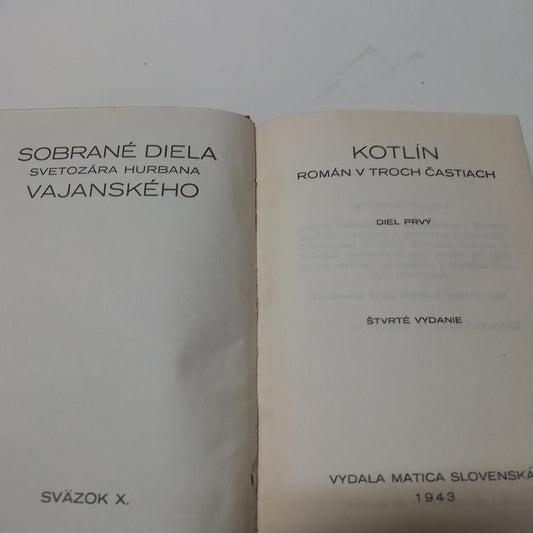 SOBRANÉ DIELA
SVETOZÁRA HURBANA
VAJANSKÉHO
SVÄZOK X.
KOTLÍN
ROMÁN V TROCH ČASTIACH
DIEL PRVÝ
ŠTVRTÉ VYDANIE
VYDALA MATICA SLOVENSKÁ
1943